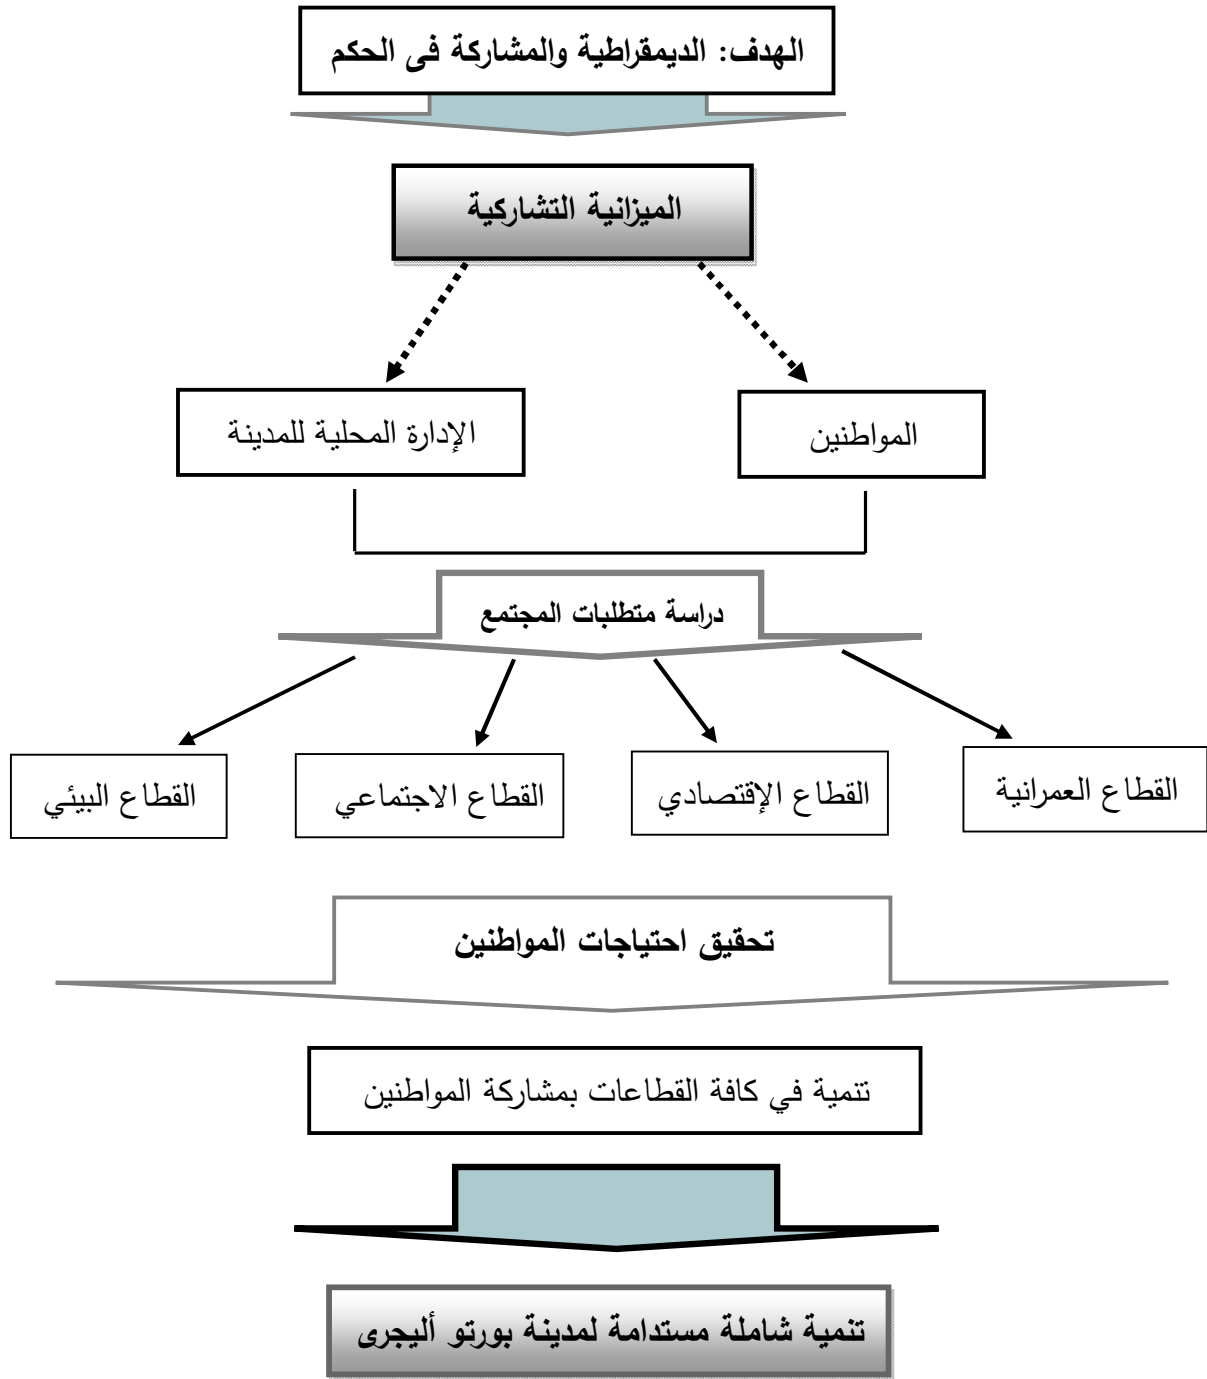 الهدف: الديمقراطية والمشاركة فى الحكم
الميزانية التشاركية
المواطنين
الإدارة المحلية للمدينة
دراسة متطلبات المجتمع
القطاع العمرانية
القطاع الإقتصادي
القطاع الاجتماعي
القطاع البيئي
تحقيق احتياجات المواطنين
تنمية في كافة القطاعات بمشاركة المواطنين
تنمية شاملة مستدامة لمدينة بورتو أليجرى